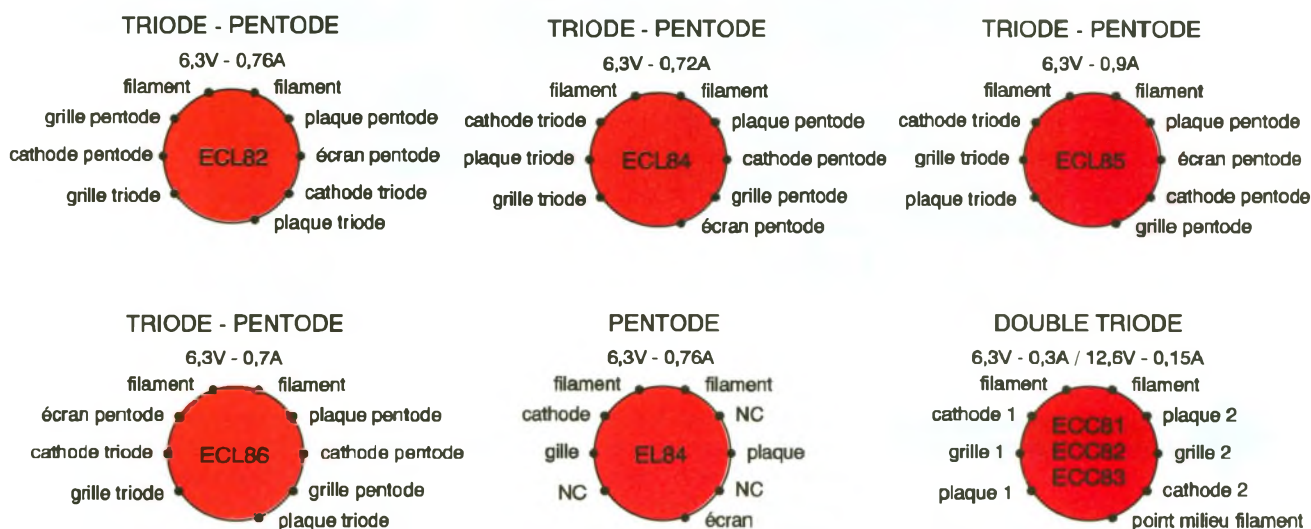 TRIODE - PENTODE
6,3V - 0,76A
filament
filament
grille pentode
plaque pentode
cathode pentode
ECL82
écran pentode
grille triode
cathode triode
plaque triode
TRIODE - PENTODE
6,3V - 0,72A
filament
filament
cathode triode
plaque pentode
plaque triode
ECL84
cathode pentode
grille triode
grille pentode
écran pentode
TRIODE - PENTODE
6,3V - 0,9A
filament
filament
cathode triode
plaque pentode
grille triode
ECL85
écran pentode
plaque triode
cathode pentode
grille pentode
TRIODE - PENTODE
6,3V - 0,7A
filament
filament
écran pentode
plaque pentode
cathode triode
ECL86
cathode pentode
grille triode
grille pentode
plaque triode
PENTODE
6,3V - 0,76A
filament
filament
cathode
NC
gille
EL84
plaque
NC
NC
écran
DOUBLE TRIODE
6,3V - 0,3A / 12,6V - 0,15A
filament
filament
cathode 1
plaque 2
ECC81
grille 1
ECC82
grille 2
ECC83
plaque 1
cathode 2
point milieu filament